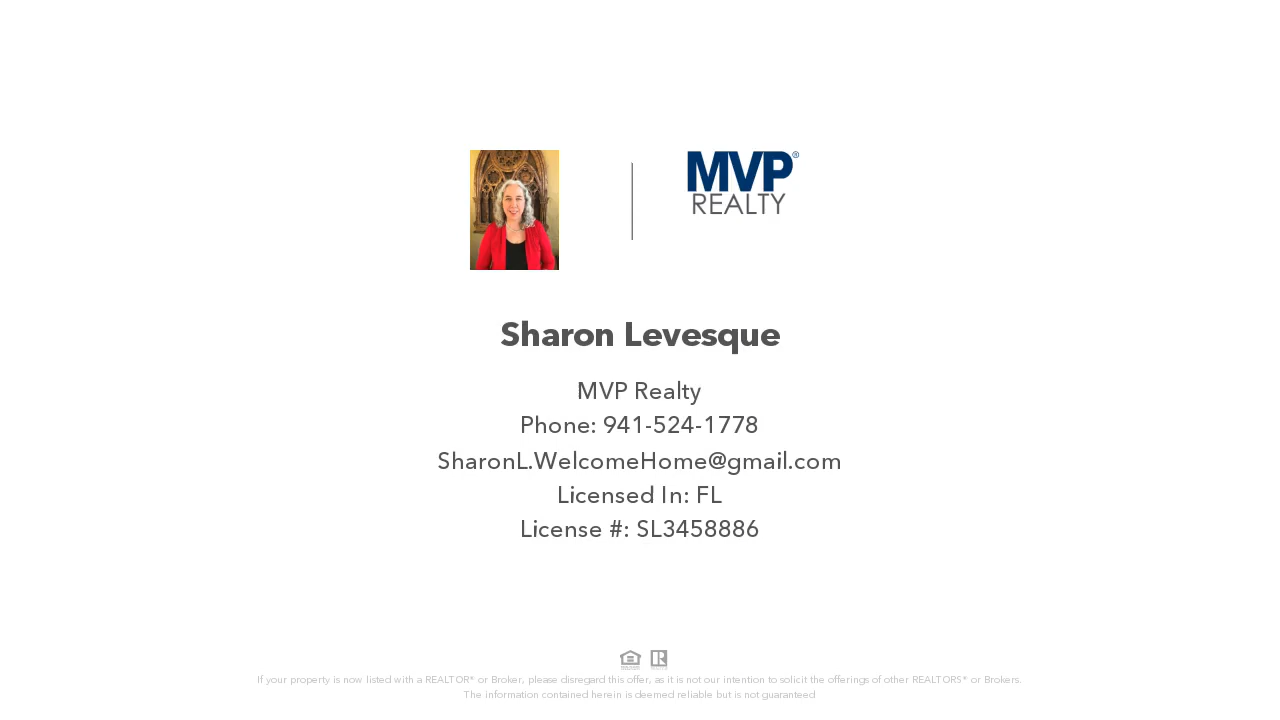 MVP®
REALTY
Sharon Levesque
MVP Realty
Phone: 941-524-1778
SharonL.WelcomeHome@gmail.com
Licensed In: FL
License #: SL3458886
If your property is now listed with a REALTOR® or Broker, please disregard this offer, as it is not our intention to solicit the offerings of other REALTORS® or Brokers.
The information contained herein is deemed reliable but is not guaranteed